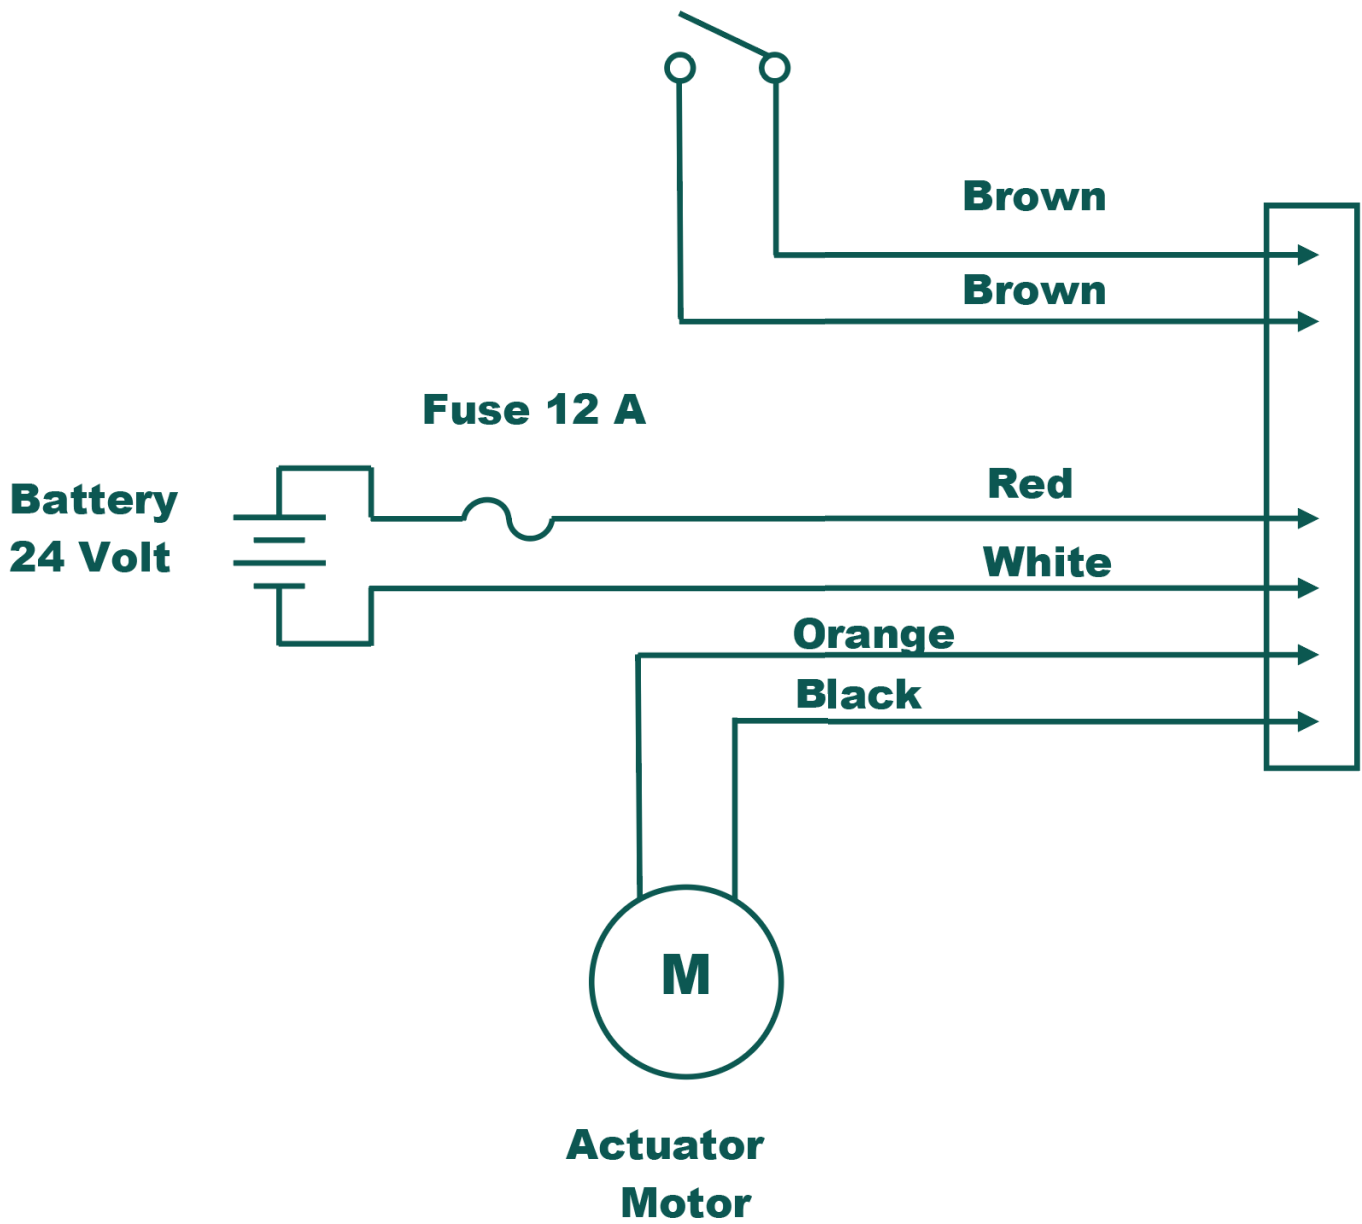 Brown
Brown
Fuse 12 A
Battery
24 Volt
Red
White
Orange
Black
M
Actuator
Motor